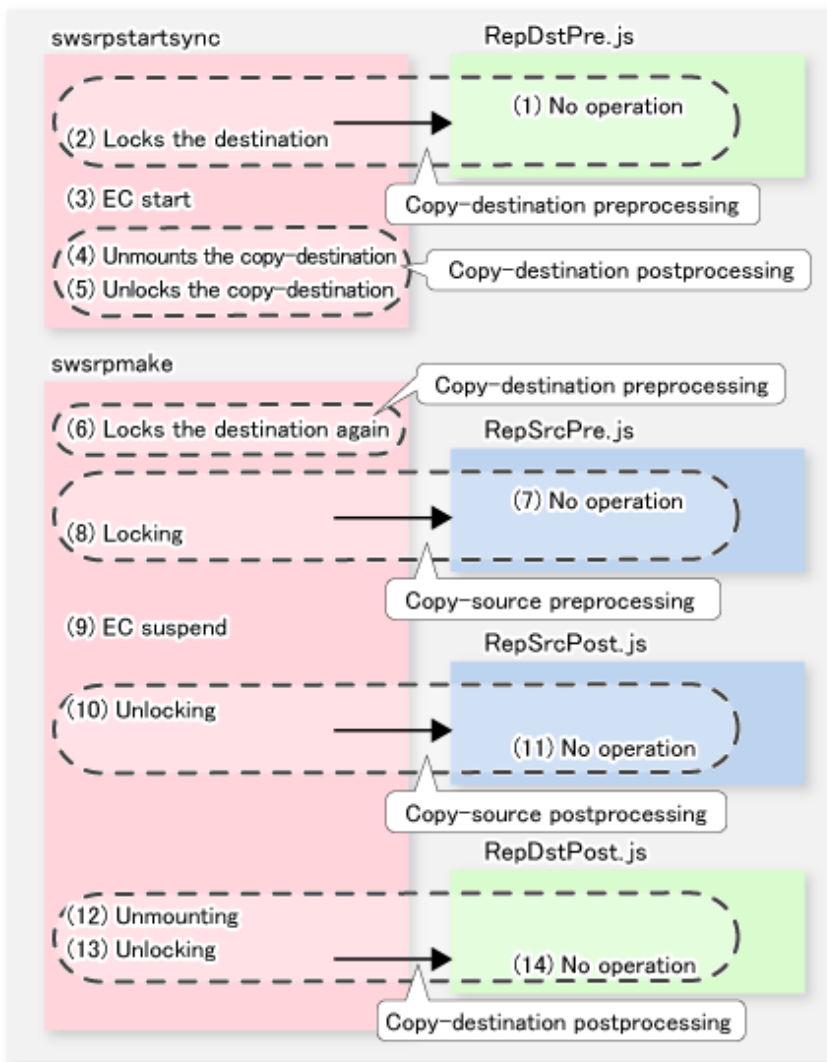 swsrpstartsync
RepDstPre.js
(1) No operation
(2) Locks the destination
(3) EC start
Copy-destination preprocessing
(4) Unmounts the copy-destination
Copy-destination postprocessing
(5) Unlocks the copy-destination
swsrpmake
Copy-destination preprocessing
(6) Locks the destination again
RepSrcPre.js
(7) No operation
(8) Locking
Copy-source preprocessing
(9) EC suspend
RepSrcPost.js
(10) Unlocking
(11) No operation
Copy-source postprocessing
RepDstPost.js
(12) Unmounting
(13) Unlocking
(14) No operation
Copy-destination postprocessing